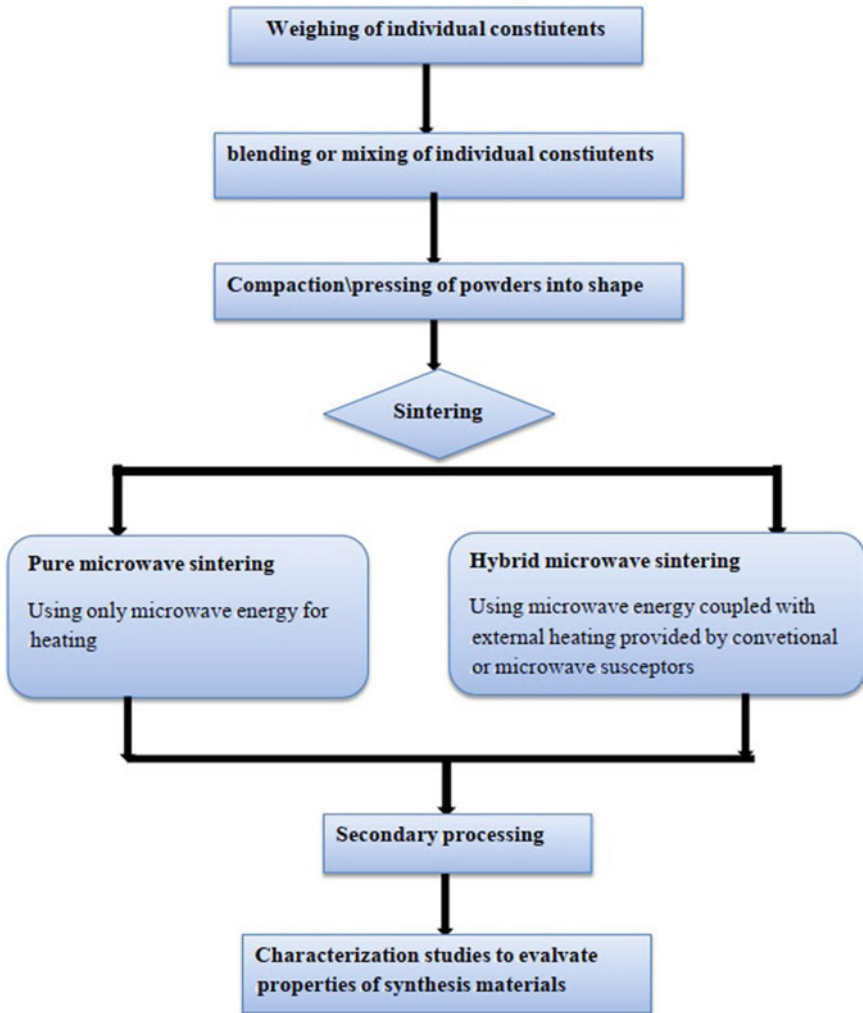 Weighing of individual constiutents
blending or mixing of individual constiutents
Compaction\pressing of powders into shape
Sintering
Pure microwave sintering
Using only microwave energy for
heating
Hybrid microwave sintering
Using microwave energy coupled with
external heating provided by convetional
or microwave susceptors
Secondary processing
Characterization studies to evalvate
properties of synthesis materials